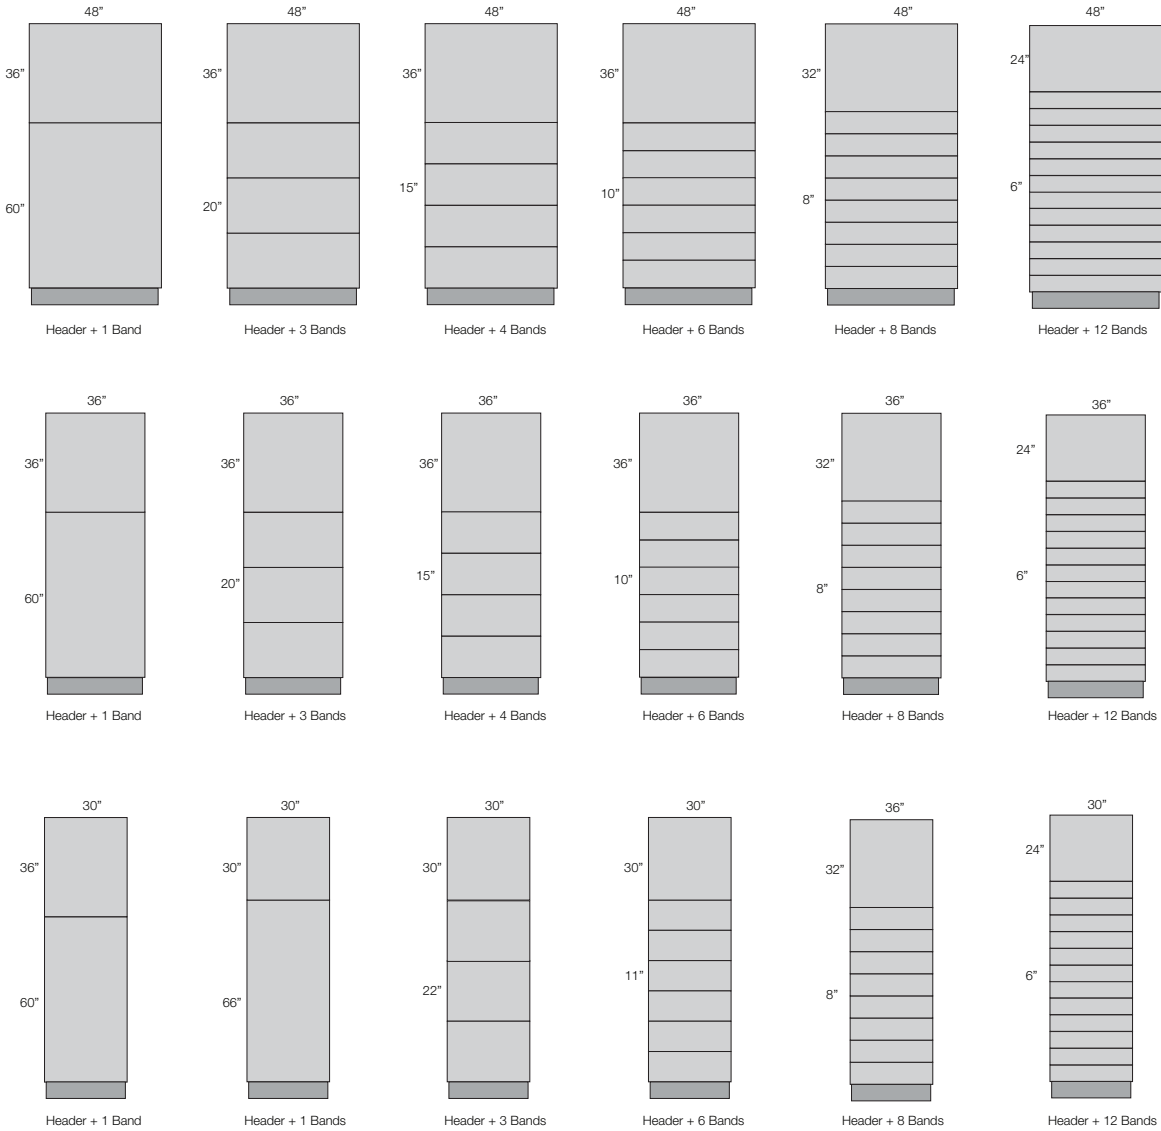 48” 48” 48” 48” 48” 48”
36” 36” 36” 36” 32” 24”
60” 20” 15” 10” 8” 6”
Header + 1 Band Header + 3 Bands Header + 4 Bands Header + 6 Bands Header + 8 Bands Header + 12 Bands
36” 36” 36” 36” 36” 36”
36” 36” 36” 36” 32” 24”
60” 20” 15” 10” 8” 6”
Header + 1 Band Header + 3 Bands Header + 4 Bands Header + 6 Bands Header + 8 Bands Header + 12 Bands
30” 30” 30” 30” 36” 30”
36” 30” 30” 30” 32” 24”
60” 66” 22” 11” 8” 6”
Header + 1 Band Header + 1 Bands Header + 3 Bands Header + 6 Bands Header + 8 Bands Header + 12 Bands